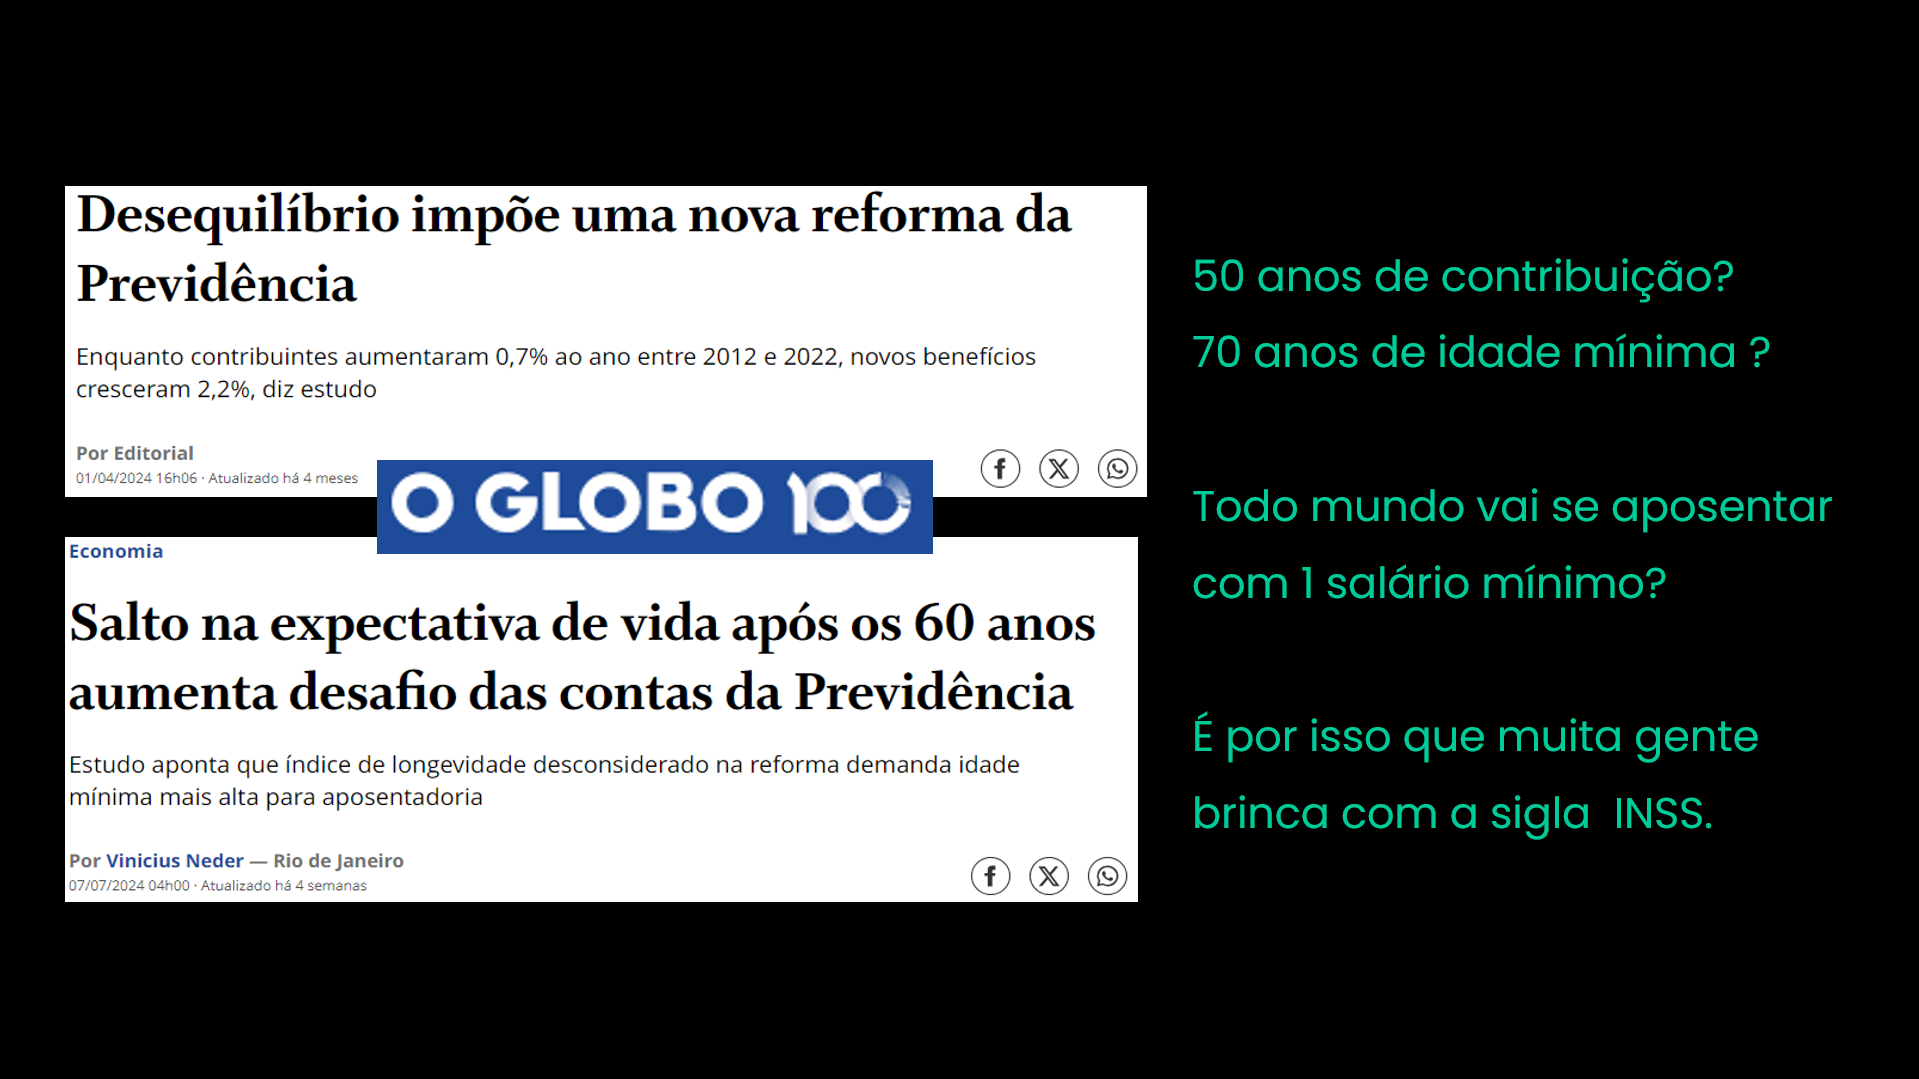 Desequilíbrio impõe uma nova reforma da
Previdência
Enquanto contribuintes aumentaram 0,7% ao ano entre 2012 e 2022, novos benefícios
cresceram 2,2%, diz estudo
Por Editorial
01/04/2024 16h06 · Atualizado há 4 meses
O GLOBO 100
Economia
Salto na expectativa de vida após os 60 anos
aumenta desafio das contas da Previdência
Estudo aponta que índice de longevidade desconsiderado na reforma demanda idade
mínima mais alta para aposentadoria
Por Vinicius Neder — Rio de Janeiro
07/07/2024 04h00 · Atualizado há 4 semanas
50 anos de contribuição?
70 anos de idade mínima ?
Todo mundo vai se aposentar
com 1 salário mínimo?
É por isso que muita gente
brinca com a sigla  INSS.